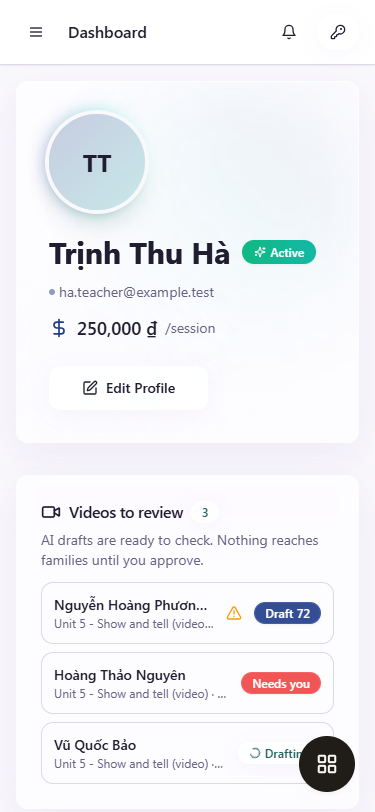 Dashboard
TT
Trịnh Thu Hà
Active
ha.teacher@example.test
$ 250,000 ₫ /session
Edit Profile
Videos to review 3
AI drafts are ready to check. Nothing reaches
families until you approve.
Nguyễn Hoàng Phươn...
Unit 5 - Show and tell (video...
Draft 72
Hoàng Thảo Nguyên
Unit 5 - Show and tell (video) · ...
Needs you
Vũ Quốc Bảo
Unit 5 - Show and tell (video) ·...